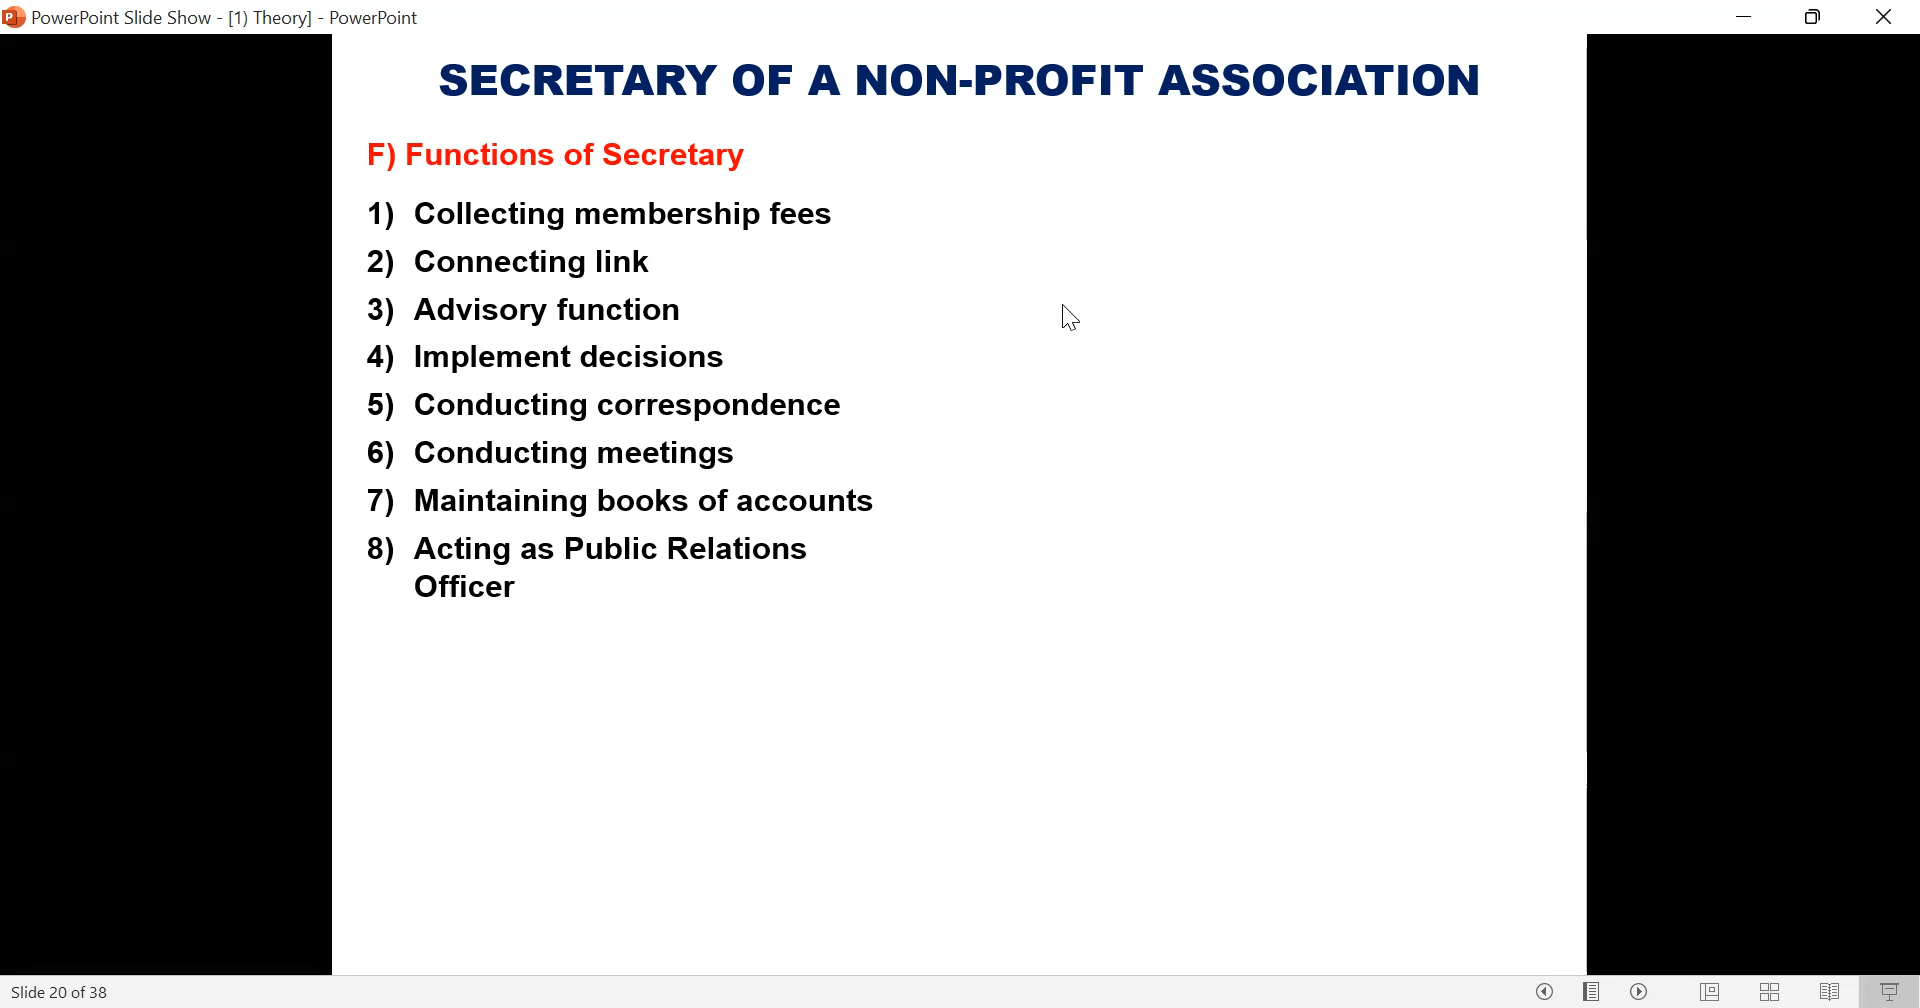 PowerPoint Slide Show - [1) Theory] - PowerPoint
SECRETARY OF A NON-PROFIT ASSOCIATION
F) Functions of Secretary
1) Collecting membership fees
2) Connecting link
3) Advisory function
4) Implement decisions
5) Conducting correspondence
6) Conducting meetings
7) Maintaining books of accounts
8) Acting as Public Relations
Officer
Slide 20 of 38